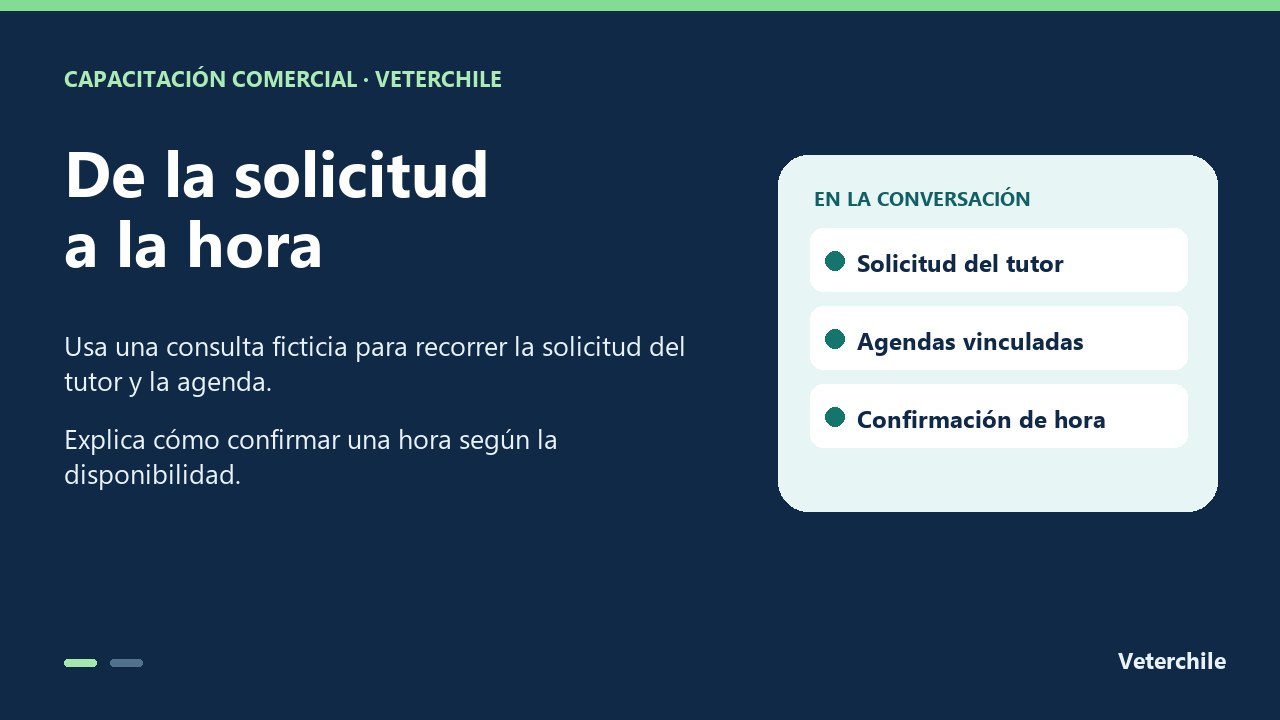 CAPACITACIÓN COMERCIAL · VETERCHILE
De la solicitud
a la hora
Usa una consulta ficticia para recorrer la solicitud del
tutor y la agenda.
Explica cómo confirmar una hora según la
disponibilidad.
EN LA CONVERSACIÓN
Solicitud del tutor
Agendas vinculadas
Confirmación de hora
Veterchile